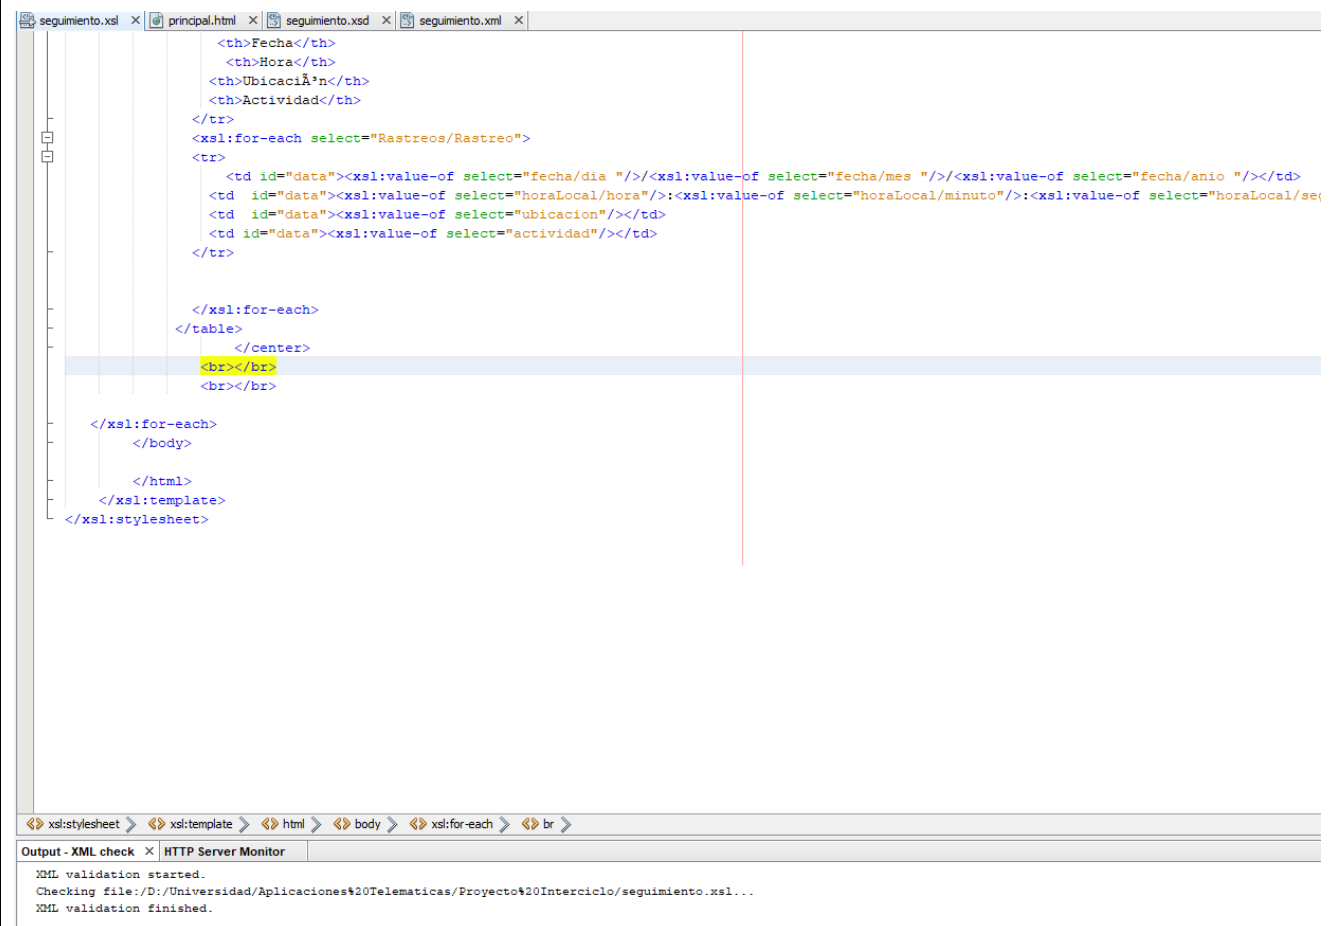 seguimiento.xsl principal.html seguimiento.xsd seguimiento.xml
<th>Fecha</th>
<th>Hora</th>
<th>UbicaciÃ³n</th>
<th>Actividad</th>
</tr>
<xsl:for-each select="Rastreos/Rastreo">
<tr>
<td id="data"><xsl:value-of select="fecha/dia "/>/<xsl:value-of select="fecha/mes "/>/<xsl:value-of select="fecha/anio "/></td>
<td  id="data"><xsl:value-of select="horaLocal/hora"/>:<xsl:value-of select="horaLocal/minuto"/>:<xsl:value-of select="horaLocal/seg
<td  id="data"><xsl:value-of select="ubicacion"/></td>
<td id="data"><xsl:value-of select="actividad"/></td>
</tr>
</xsl:for-each>
</table>
</center>
<br></br>
<br></br>
</xsl:for-each>
</body>
</html>
</xsl:template>
</xsl:stylesheet>
xsl:stylesheet xsl:template html body xsl:for-each br
Output - XML check HTTP Server Monitor
XML validation started.
Checking file:/D:/Universidad/Aplicaciones%20Telematicas/Proyecto%20Interciclo/seguimiento.xsl...
XML validation finished.